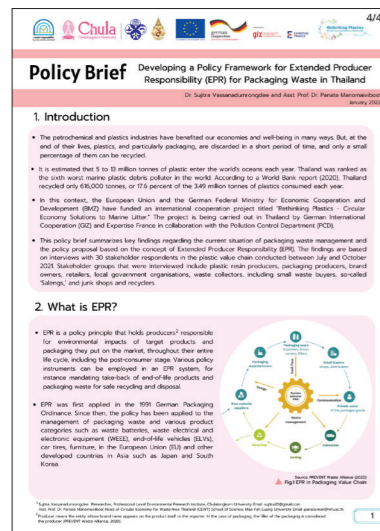 4/4
Chula
giz
Rethinking Plastics
Policy Brief
Developing a Policy Framework for Extended Producer
Responsibility (EPR) for Packaging Waste in Thailand
Dr. Sujitra Vassanadumrongdee and Asst. Prof. Dr. Panate Manomaivibool
1. Introduction
The petrochemical and plastics industries have benefited our economies and well-being in many ways. But, at the
end of their lives, plastics, and particularly packaging, are discarded in a short period of time, and only a small
percentage of them can be recycled.
It is estimated that 5 to 13 million tonnes of plastic enter the world's oceans each year. Thailand was ranked as
the sixth worst marine plastic debris polluter in the world. According to a World Bank report (2020), Thailand
recycled only 616,000 tonnes, or 17.6 percent of the 3.49 million tonnes of plastics consumed each year.
In this context, the European Union and the German Federal Ministry for Economic Cooperation and
Development (BMZ) have funded an international cooperation project titled "Rethinking Plastics - Circular
Economy Solutions to Marine Litter." The project is being carried out in Thailand by German International
Cooperation (GIZ) and Expertise France in collaboration with the Pollution Control Department (PCD).
This policy brief summarises key findings regarding the current situation of packaging waste management and
the policy proposal based on the concept of Extended Producer Responsibility (EPR). The findings are based
on interviews with 30 stakeholder respondents in the plastic value chain conducted between July and October
2021. Stakeholder groups that were interviewed include plastic resin producers, packaging producers, brand
owners, retailers, local government organisations, waste collectors, including small waste buyers, so-called
'Salengs,' and junk shops and recyclers.
2. What is EPR?
EPR is a policy principle that holds producers² responsible
for environmental impacts of target products and
packaging they put on the market, throughout their entire
life cycle, including the post-consumer stage. Various policy
instruments can be employed in an EPR system, for
instance mandating take-back of end-of-life products and
packaging waste for safe recycling and disposal.
EPR was first applied in the 1991 German Packaging
Ordinance. Since then, the policy has been applied to the
management of packaging waste and various product
categories such as waste batteries, waste electrical and
electronic equipment (WEEE), end-of-life vehicles (ELVs),
car tires, furniture, in the European Union (EU) and other
developed countries in Asia such as Japan and South
Korea.
Source: PREVENT Waste Alliance (2020)
Fig.1 EPR in Packaging Value Chain
1